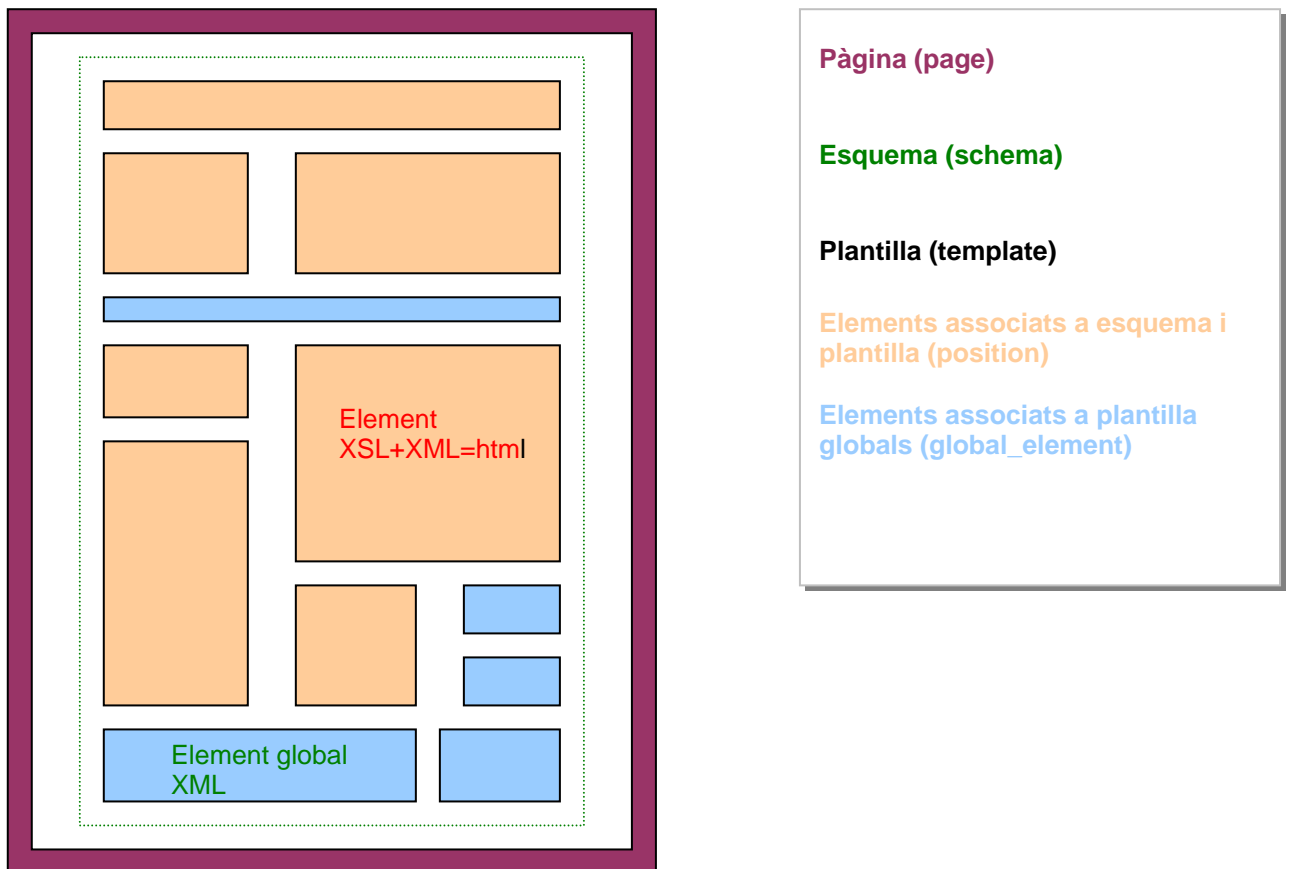 Element
XSL+XML=html
Element global
XML
Pàgina (page)
Esquema (schema)
Plantilla (template)
Elements associats a esquema i
plantilla (position)
Elements associats a plantilla
globals (global_element)